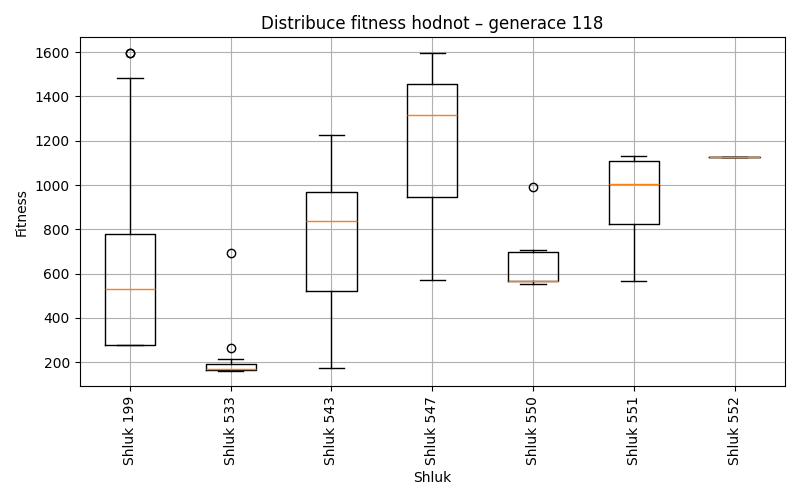 Distribuce fitness hodnot – generace 118
Fitness
1600
1400
1200
1000
800
600
400
200
Shluk 199
Shluk 533
Shluk 543
Shluk 547
Shluk 550
Shluk 551
Shluk 552
Shluk